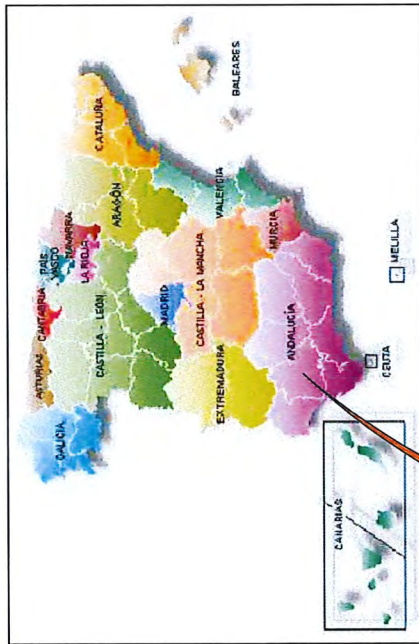 ASTURIAS
CANTABRIA
PAÍS
VASCO
NAVARRA
GALICIA
LA RIOJA
CATALUÑA
CASTILLA - LEÓN
ARAGÓN
MADRID
BALEARES
EXTREMADURA
CASTILLA - LA MANCHA
VALENCIA
MURCIA
ANDALUCÍA
CANARIAS
CEUTA
MELILLA